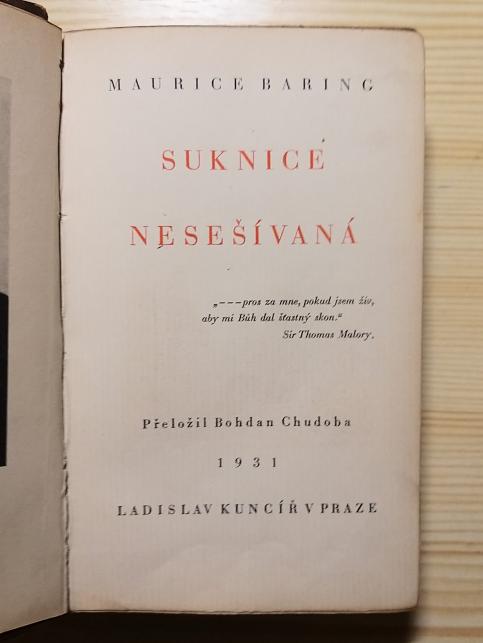 MAURICE BARING
SUKNICE
NESEŠÍVANÁ
„---pros za mne, pokud jsem živ,
aby mi Bůh dal šťastný skon."
Sir Thomas Malory.
Přeložil Bohdan Chudoba
1931
LADISLAV KUNCÍŘ V PRAZE